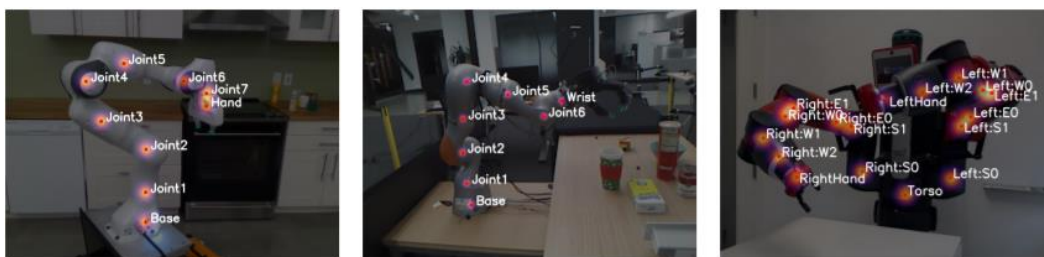 Joint5
Joint4
Joint6
Joint7
Hand
Joint3
Joint2
Joint1
Base
Joint4
Joint5
Wrist
Joint6
Joint3
Joint2
Joint1
Base
Left:W1
Left:W0
Left:W2
Left:E1
LeftHand
Right:E1
Right:W0
Right:E0
Left:E0
Right:S1
Left:S1
Right:W1
Right:W2
Right:S0
RightHand
Left:S0
Torso